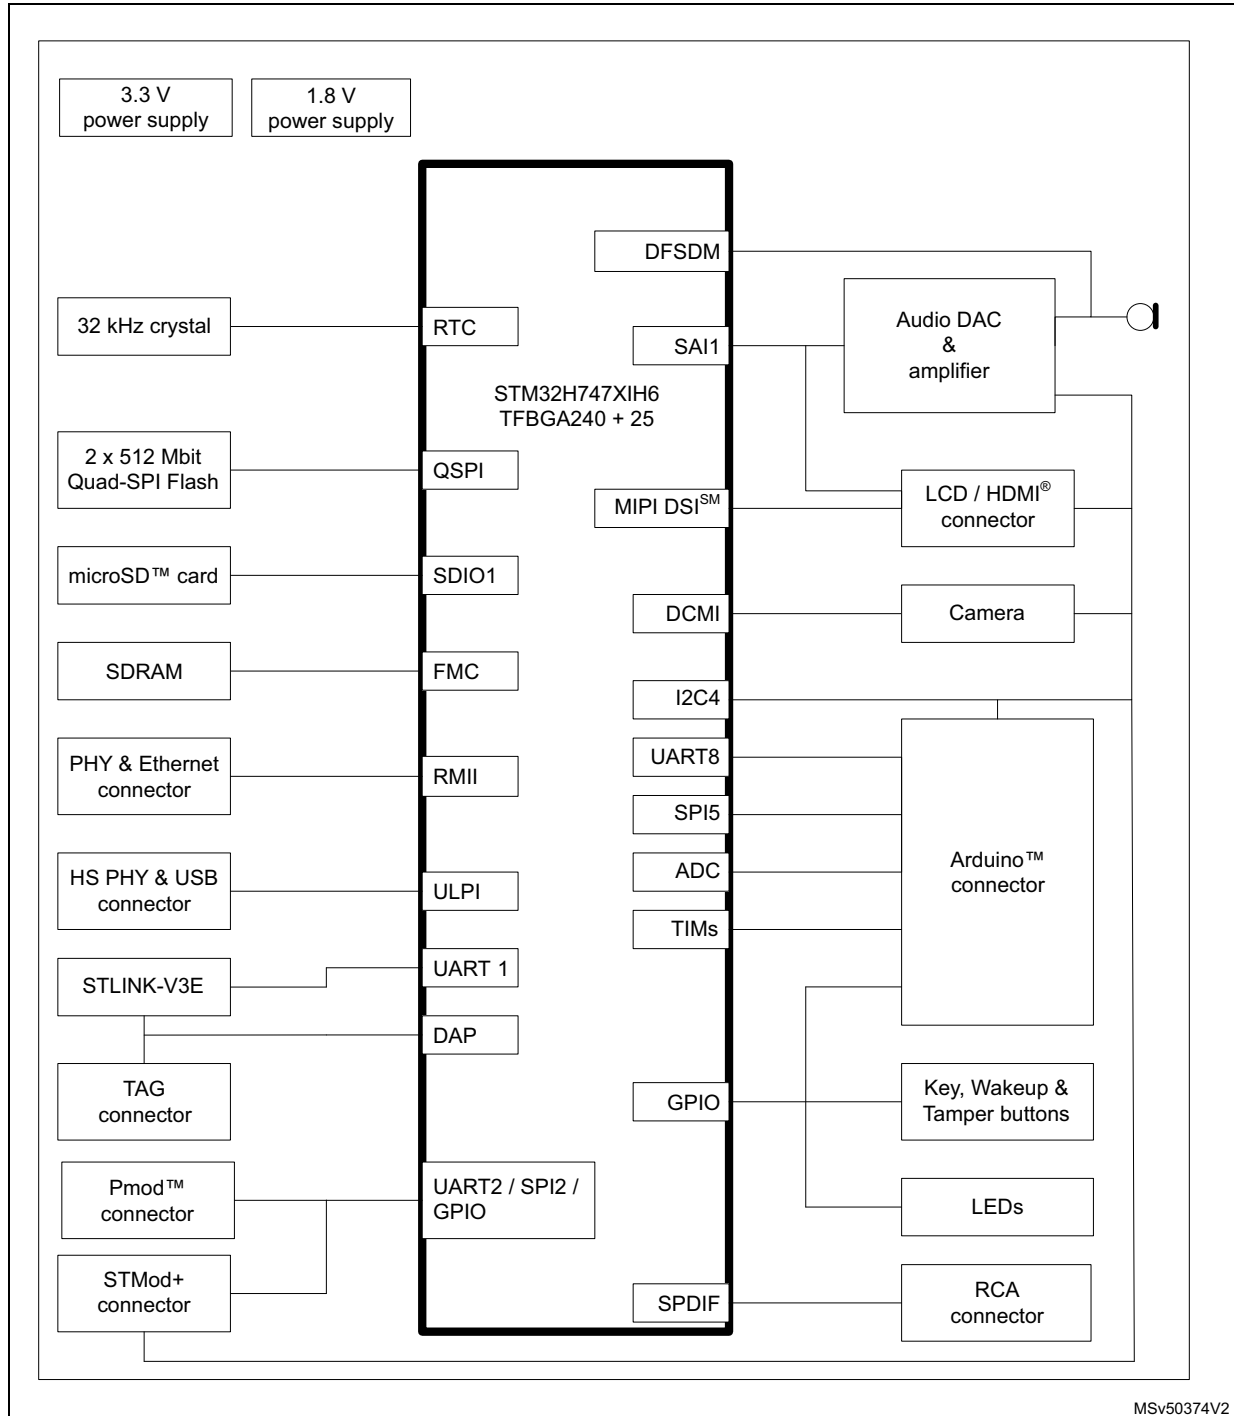 3.3 V
power supply
1.8 V
power supply
DFSDM
32 kHz crystal
RTC
SAI1
Audio DAC
&
amplifier
STM32H747XIH6
TFBGA240 + 25
2 x 512 Mbit
Quad-SPI Flash
QSPI
MIPI DSI℠
LCD / HDMI®
connector
microSD™ card
SDIO1
DCMI
Camera
SDRAM
FMC
I2C4
PHY & Ethernet
connector
RMII
UART8
SPI5
ADC
TIMs
Arduino™
connector
HS PHY & USB
connector
ULPI
STLINK-V3E
UART 1
DAP
TAG
connector
GPIO
Key, Wakeup &
Tamper buttons
Pmod™
connector
UART2 / SPI2 /
GPIO
LEDs
STMod+
connector
SPDIF
RCA
connector
MSv50374V2